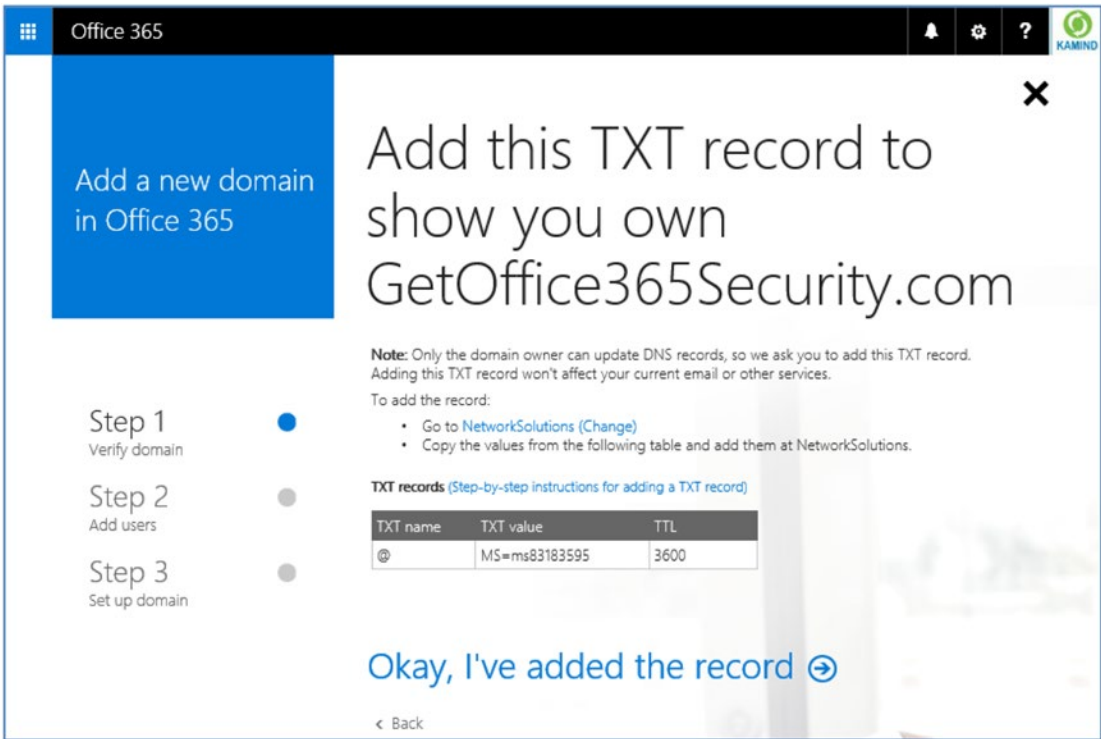 Office 365
?
KAMIND
Add a new domain
in Office 365
Add this TXT record to
show you own
GetOffice365Security.com
Note: Only the domain owner can update DNS records, so we ask you to add this TXT record.
Adding this TXT record won't affect your current email or other services.
To add the record:
• Go to NetworkSolutions (Change)
• Copy the values from the following table and add them at NetworkSolutions.
TXT records (Step-by-step instructions for adding a TXT record)
TXT name TXT value TTL
@ MS=ms83183595 3600
Step 1
Verify domain
Step 2
Add users
Step 3
Set up domain
Okay, I've added the record
< Back